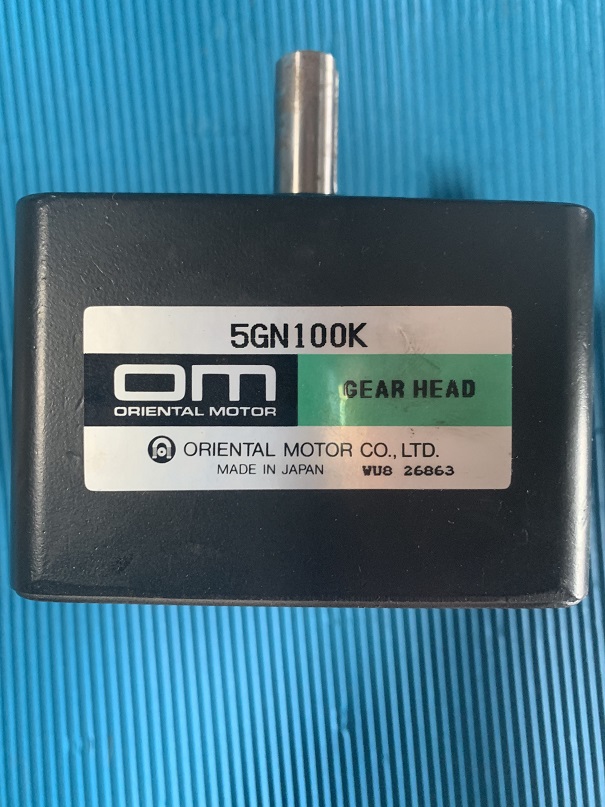 5GN100K
OM
ORIENTAL MOTOR
GEAR HEAD
ORIENTAL MOTOR CO., LTD.
MADE IN JAPAN WU8 26863